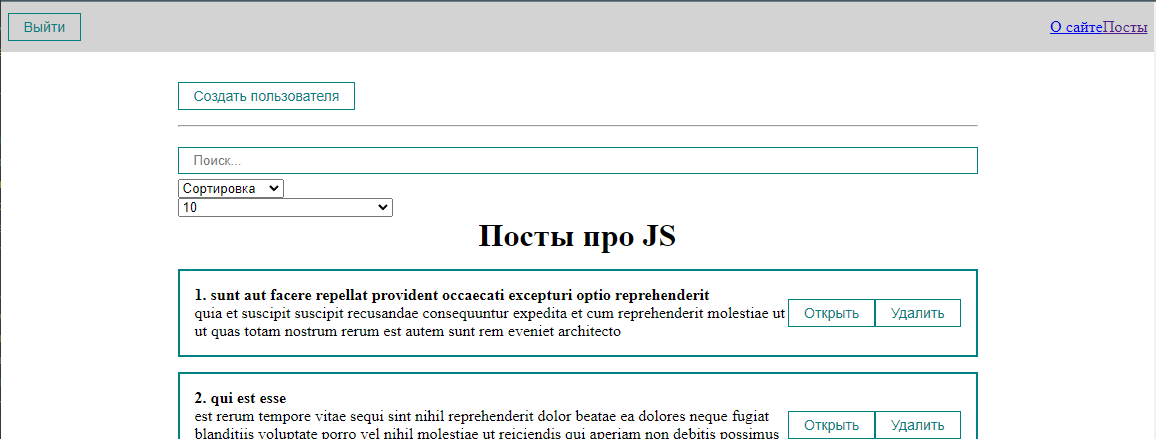 Выйти
О сайтеПосты
Создать пользователя
Поиск...
Сортировка
10
Посты про JS
1. sunt aut facere repellat provident occaecati excepturi optio reprehenderit
quia et suscipit suscipit recusandae consequuntur expedita et cum reprehenderit molestiae ut
ut quas totam nostrum rerum est autem sunt rem eveniet architecto
Открыть
Удалить
2. qui est esse
est rerum tempore vitae sequi sint nihil reprehenderit dolor beatae ea dolores neque fugiat
blanditiis voluptate porro vel nihil molestiae ut reiciendis qui aperiam non debitis possimus
Открыть
Удалить